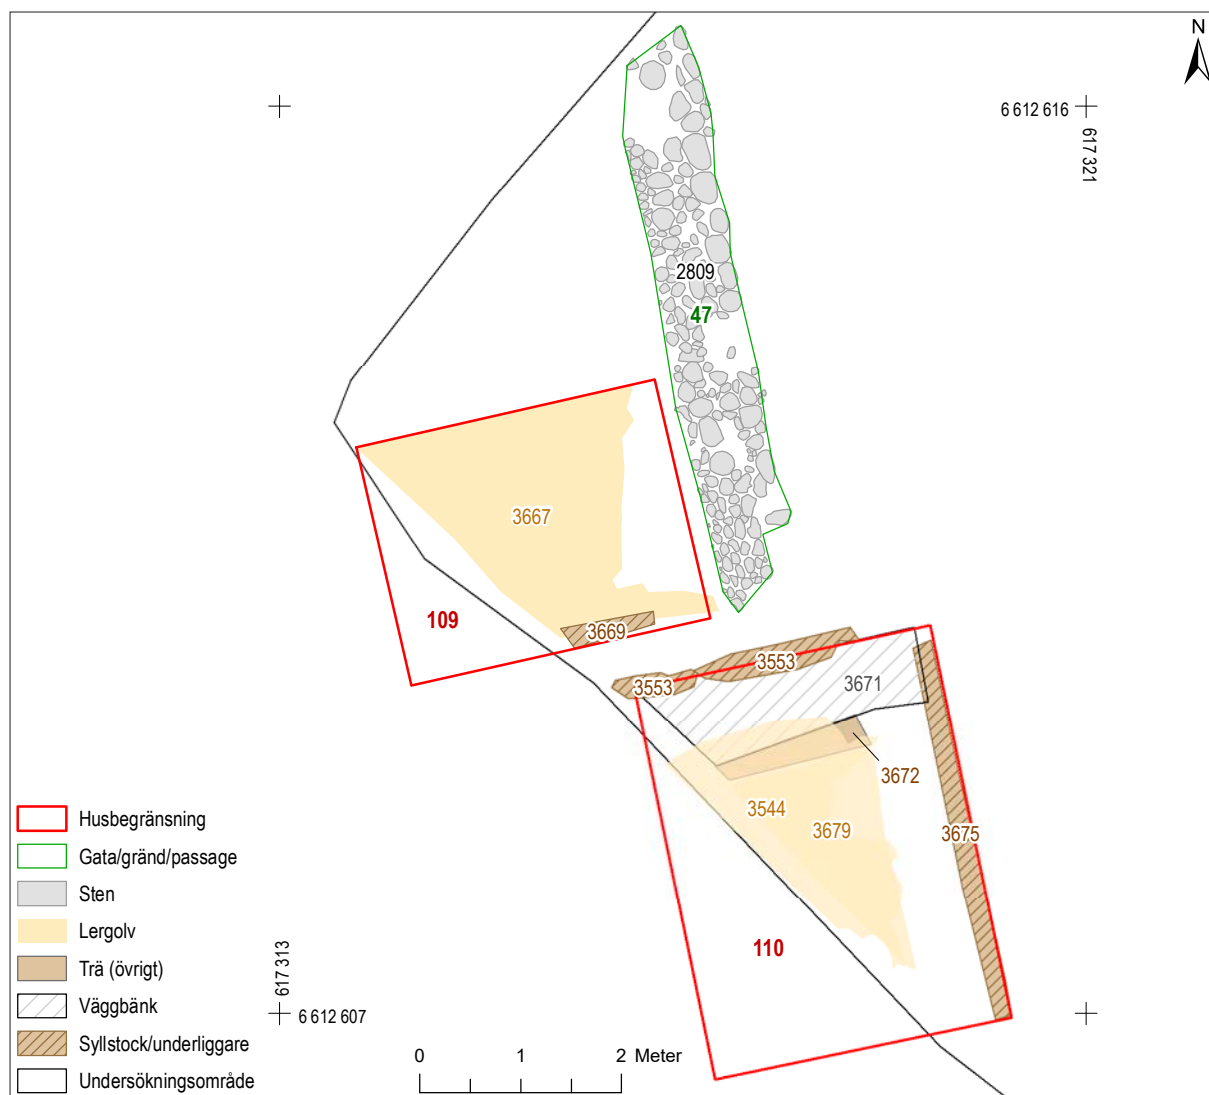 N
6 612 616
617 321
2809
47
3667
109
3669
3553
3553
3671
3672
3544
3679
3675
110
617 313
6 612 607
0 1 2 Meter
Husbegränsning
Gata/gränd/passage
Sten
Lergolv
Trä (övrigt)
Väggbänk
Syllstock/underliggare
Undersökningsområde